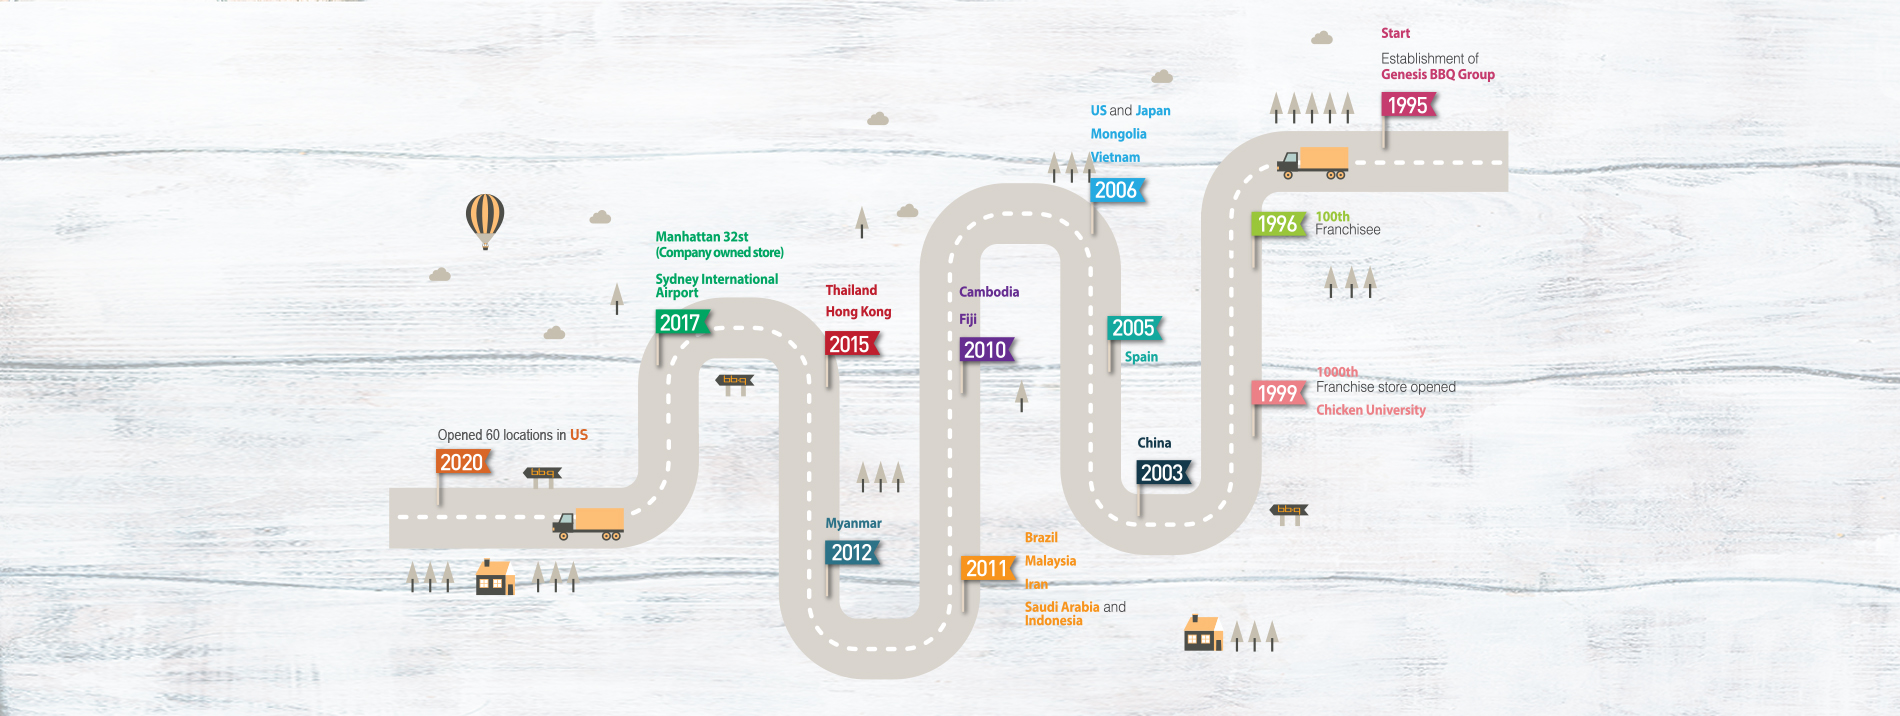 Start
Establishment of
Genesis BBQ Group
1995
US and Japan
Mongolia
Vietnam
2006
1996
100th
Franchisee
Manhattan 32st
(Company owned store)
Sydney International
Airport
2017
Thailand
Hong Kong
2015
Cambodia
Fiji
2010
2005
Spain
1999
1000th
Franchise store opened
Chicken University
bbq
Opened 60 locations in US
2020
bbq
China
2003
bbq
Myanmar
2012
2011
Brazil
Malaysia
Iran
Saudi Arabia and
Indonesia